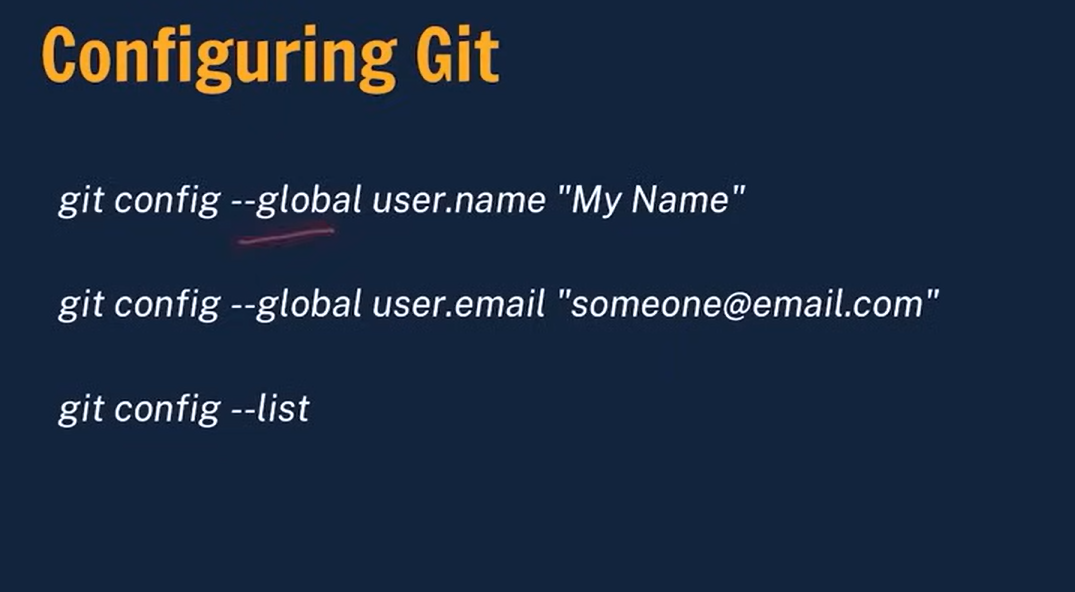 Configuring Git
git config --global user.name "My Name"
git config --global user.email "someone@email.com"
git config --list